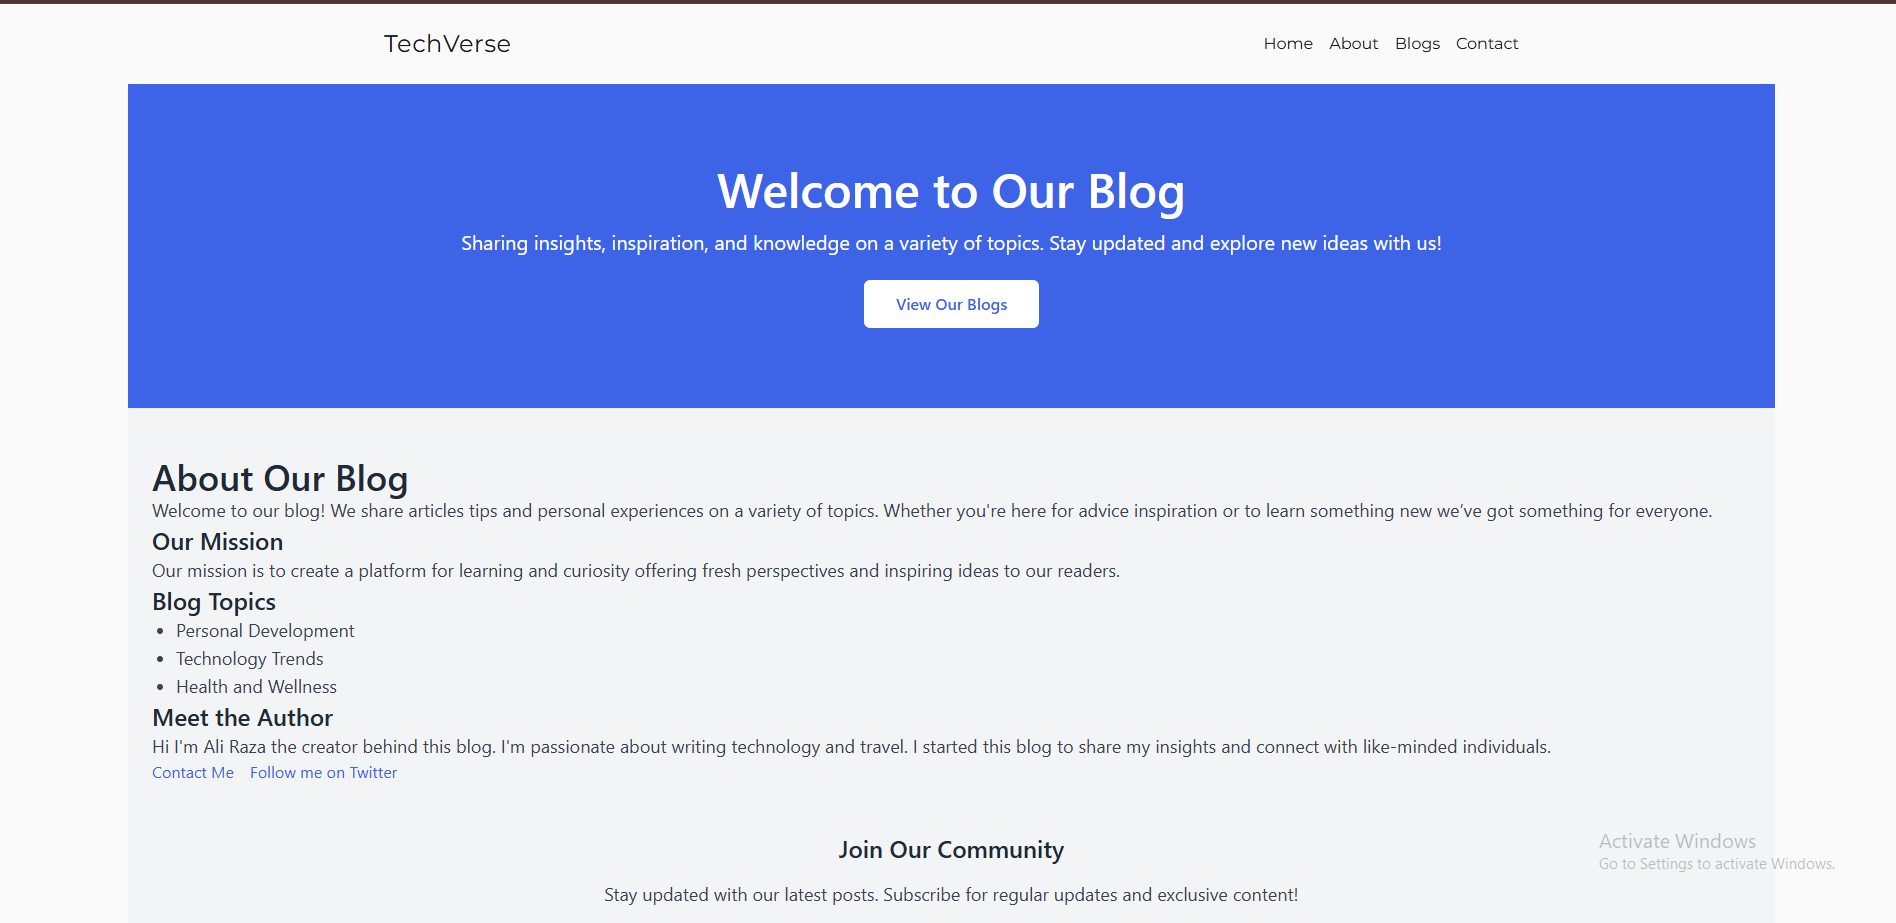 TechVerse
Home About Blogs Contact
Welcome to Our Blog
Sharing insights, inspiration, and knowledge on a variety of topics. Stay updated and explore new ideas with us!
View Our Blogs
About Our Blog
Welcome to our blog! We share articles tips and personal experiences on a variety of topics. Whether you're here for advice inspiration or to learn something new we’ve got something for everyone.
Our Mission
Our mission is to create a platform for learning and curiosity offering fresh perspectives and inspiring ideas to our readers.
Blog Topics
• Personal Development
• Technology Trends
• Health and Wellness
Meet the Author
Hi I'm Ali Raza the creator behind this blog. I'm passionate about writing technology and travel. I started this blog to share my insights and connect with like-minded individuals.
Contact Me Follow me on Twitter
Join Our Community
Stay updated with our latest posts. Subscribe for regular updates and exclusive content!
Activate Windows
Go to Settings to activate Windows.